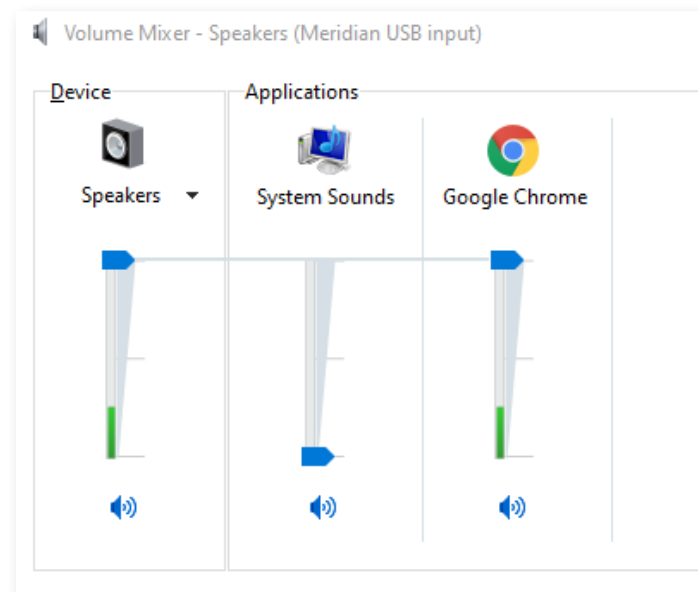 Volume Mixer - Speakers (Meridian USB input)
Device
Applications
Speakers
System Sounds
Google Chrome